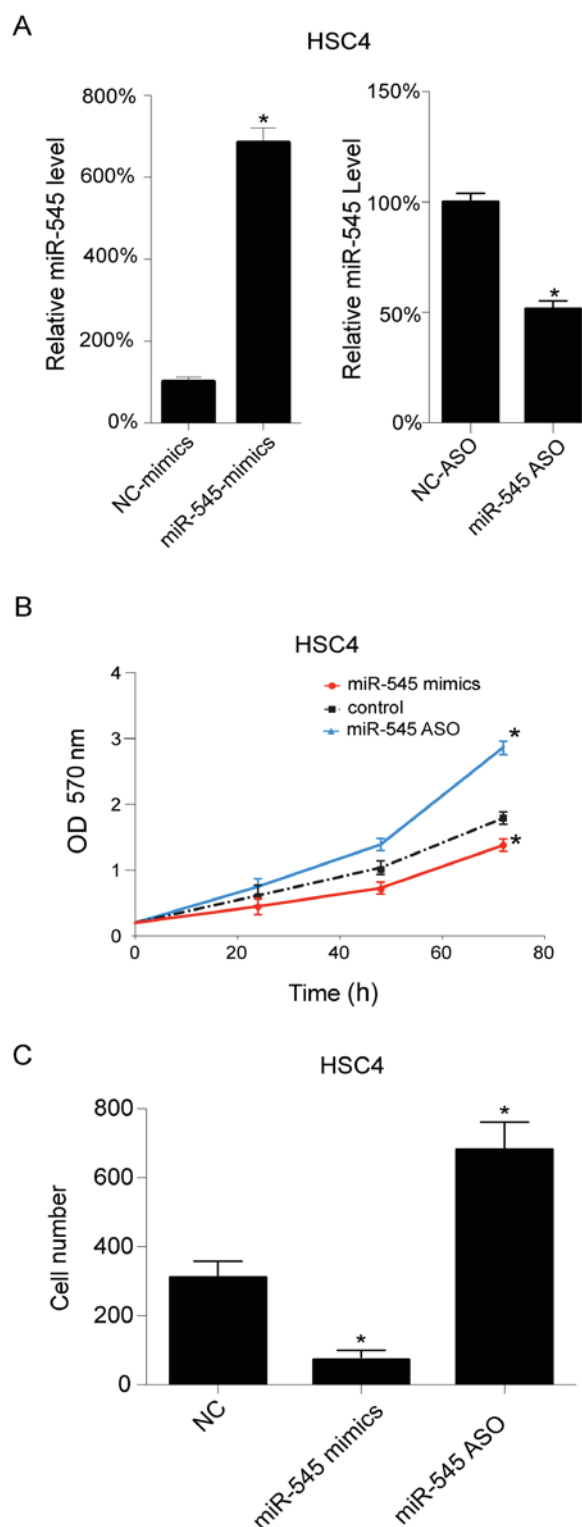 A
HSC4
Relative miR-545 level
800%
600%
400%
200%
0%
*
NC-mimics
miR-545-mimics
Relative miR-545 Level
150%
100%
50%
0%
*
NC-ASO
miR-545 ASO
B
HSC4
OD 570 nm
4
3
2
1
0
miR-545 mimics
control
miR-545 ASO
*
*
0 20 40 60 80
Time (h)
C
HSC4
Cell number
800
600
400
200
0
*
*
NC
miR-545 mimics
miR-545 ASO